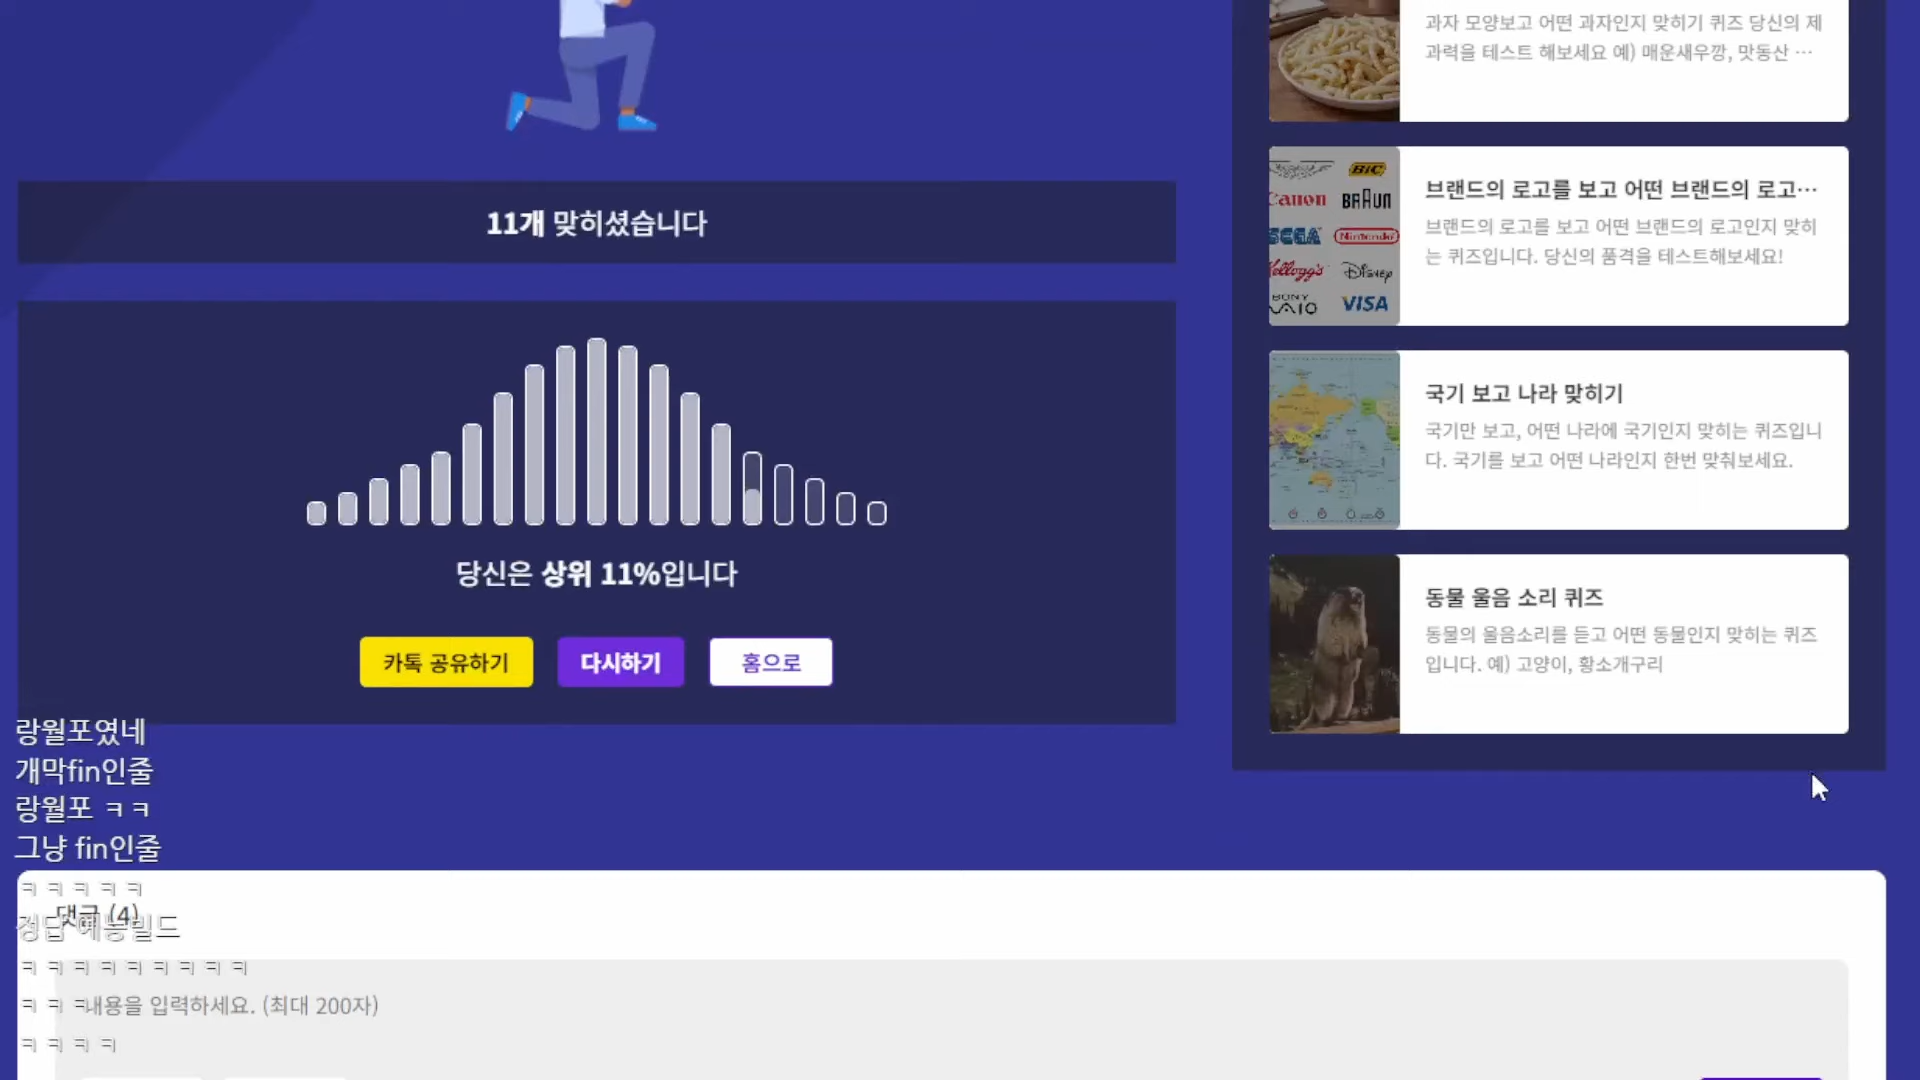 11개 맞히셨습니다
당신은 상위 11%입니다
카톡 공유하기
다시하기
홈으로
과자 모양보고 어떤 과자인지 맞히기 퀴즈 당신의 제
과력을 테스트 해보세요 예) 매운새우깡, 맛동산 …
BIC
Canon BRAUN
SEGA Nintendo
Kellogg's Disney
SONY
VAIO VISA
브랜드의 로고를 보고 어떤 브랜드의 로고…
브랜드의 로고를 보고 어떤 브랜드의 로고인지 맞히
는 퀴즈입니다. 당신의 품격을 테스트해보세요!
국기 보고 나라 맞히기
국기만 보고, 어떤 나라에 국기인지 맞히는 퀴즈입니
다. 국기를 보고 어떤 나라인지 한번 맞춰보세요.
동물 울음 소리 퀴즈
동물의 울음소리를 듣고 어떤 동물인지 맞히는 퀴즈
입니다. 예) 고양이, 황소개구리
랑월포였네
개막fin인줄
랑월포 ㅋㅋ
그냥 fin인줄
ㅋㅋㅋㅋㅋ
댓글 (4)
정답 예능빌드
ㅋㅋㅋㅋㅋㅋㅋㅋㅋ
ㅋㅋㅋ
내용을 입력하세요. (최대 200자)
ㅋㅋㅋㅋ